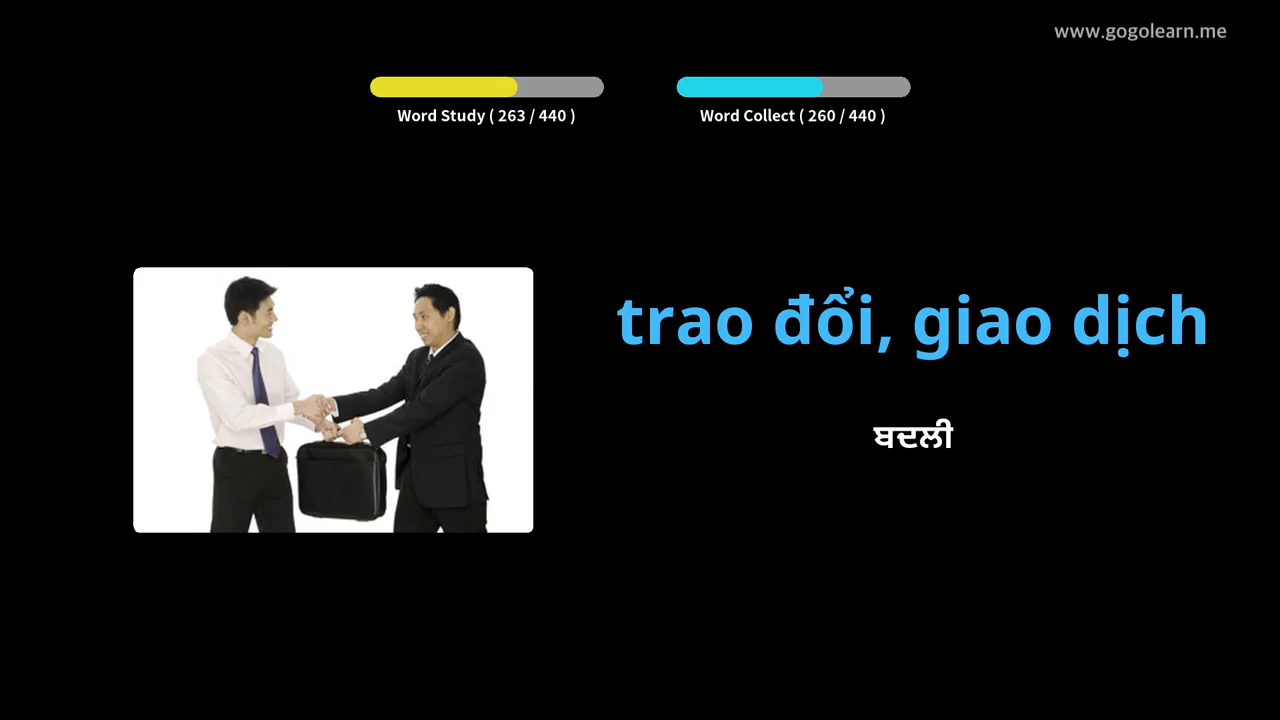 www.gogolearn.me
Word Study ( 263 / 440 )
Word Collect ( 260 / 440 )
trao đổi, giao dịch
ਬਦਲੀ